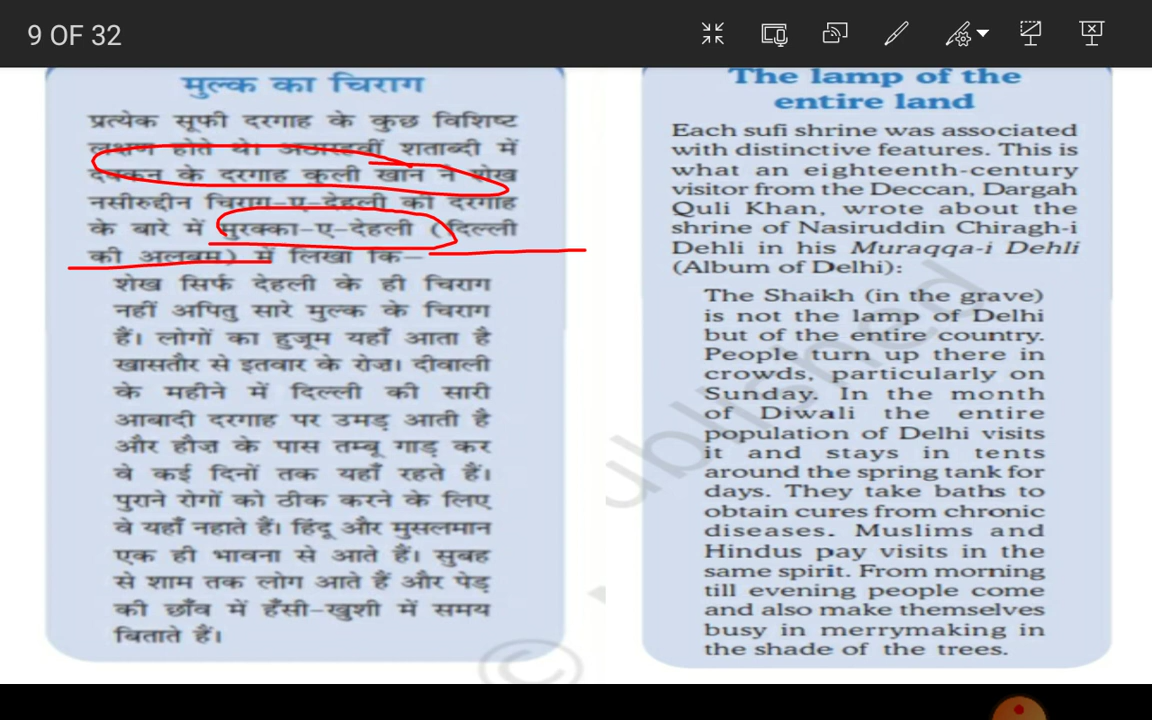 9 OF 32
मुल्क का चिराग
प्रत्येक सूफी दरगाह के कुछ विशिष्ट
लक्षण होते थे। अठारहवीं शताब्दी में
दक्कन के दरगाह कुली खान ने शेख
नसीरुद्दीन चिराग-ए-देहली की दरगाह
के बारे में मुरक्का-ए-देहली (दिल्ली
की अलबम) में लिखा कि–
शेख सिर्फ देहली के ही चिराग
नहीं अपितु सारे मुल्क के चिराग
हैं। लोगों का हुजूम यहाँ आता है
खासतौर से इतवार के रोज़। दीवाली
के महीने में दिल्ली की सारी
आबादी दरगाह पर उमड़ आती है
और हौज़ के पास तम्बू गाड़ कर
वे कई दिनों तक यहाँ रहते हैं।
पुराने रोगों को ठीक करने के लिए
वे यहाँ नहाते हैं। हिंदू और मुसलमान
एक ही भावना से आते हैं। सुबह
से शाम तक लोग आते हैं और पेड़
की छाँव में हँसी-खुशी में समय
बिताते हैं।
The lamp of the
entire land
Each sufi shrine was associated
with distinctive features. This is
what an eighteenth-century
visitor from the Deccan, Dargah
Quli Khan, wrote about the
shrine of Nasiruddin Chiragh-i
Dehli in his Muraqqa-i Dehli
(Album of Delhi):
The Shaikh (in the grave)
is not the lamp of Delhi
but of the entire country.
People turn up there in
crowds, particularly on
Sunday. In the month
of Diwali the entire
population of Delhi visits
it and stays in tents
around the spring tank for
days. They take baths to
obtain cures from chronic
diseases. Muslims and
Hindus pay visits in the
same spirit. From morning
till evening people come
and also make themselves
busy in merrymaking in
the shade of the trees.
©